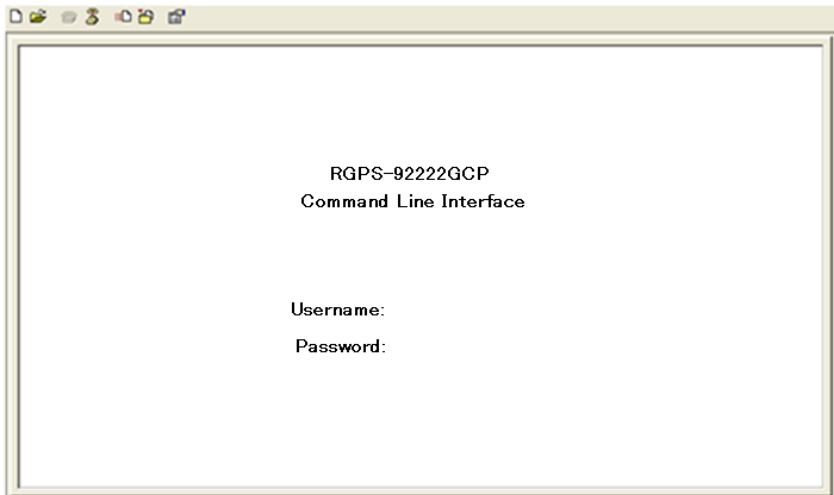 RGPS-92222GCP
Command Line Interface
Username:
Password: